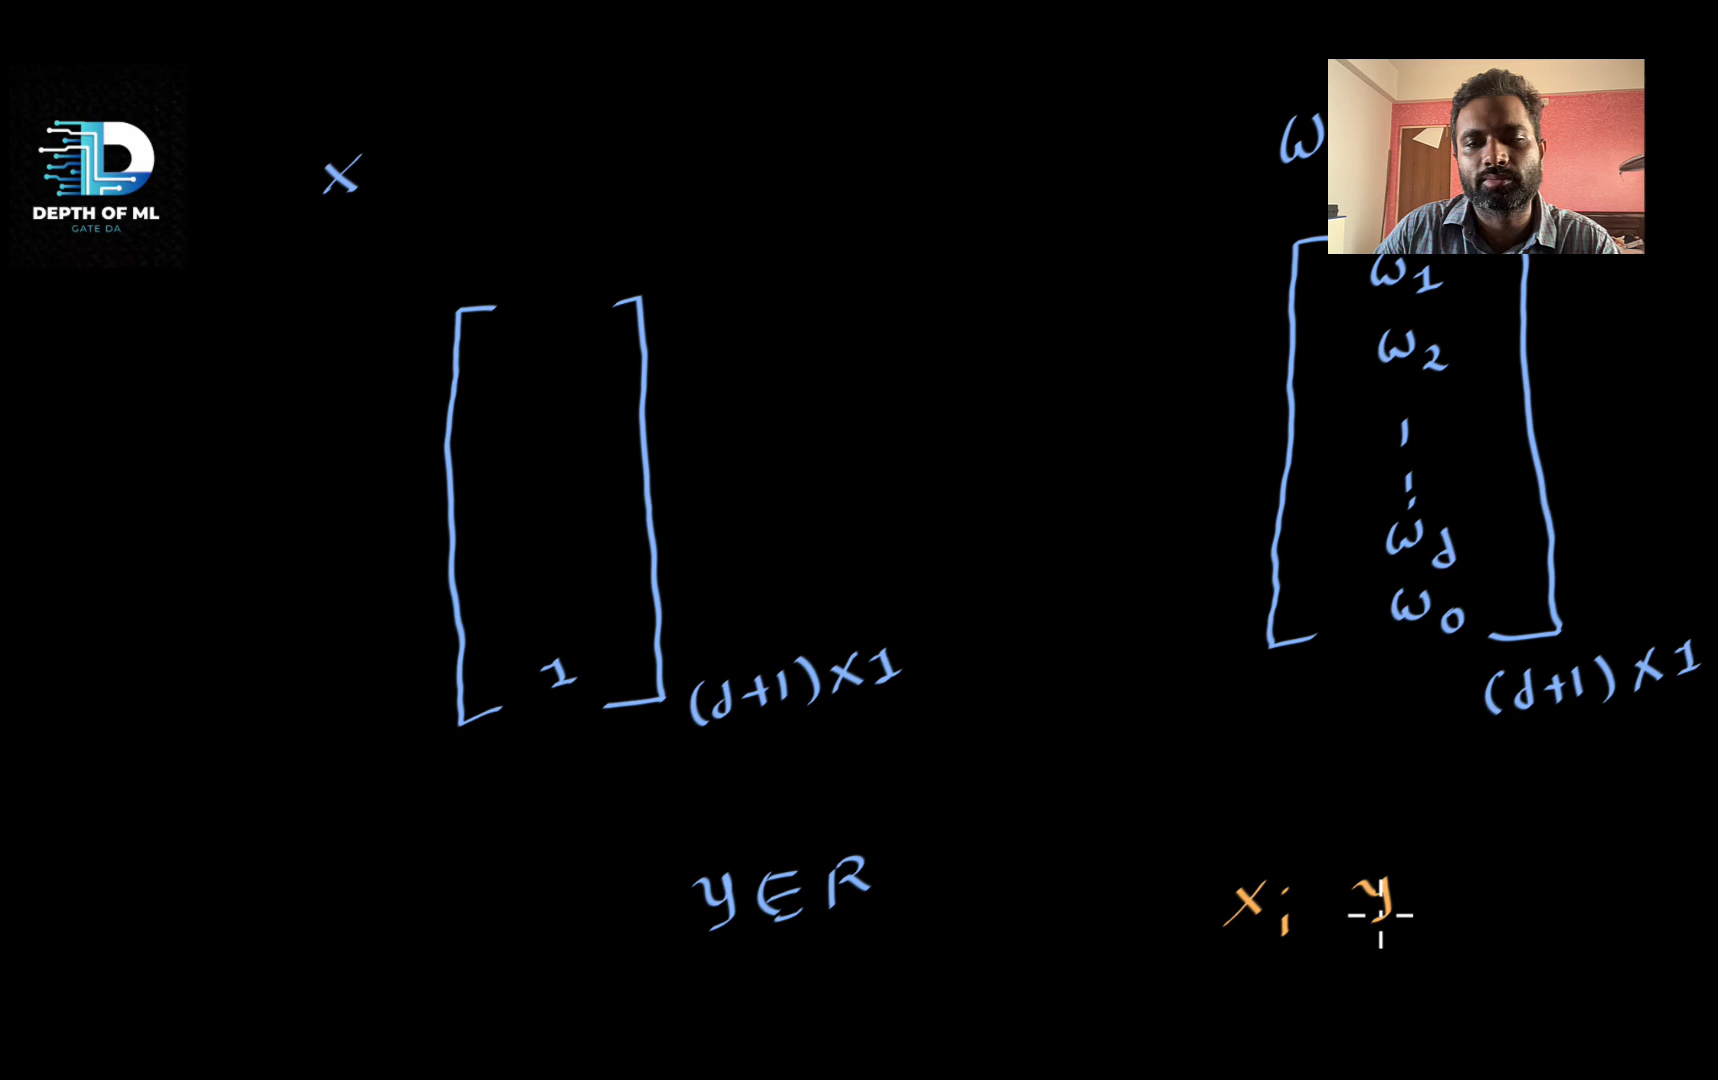 DEPTH OF ML
GATE DA
x
ω
ω1
ω2
ωd
ω0
1
(d+1)×1
(d+1)×1
y∈R
xi y